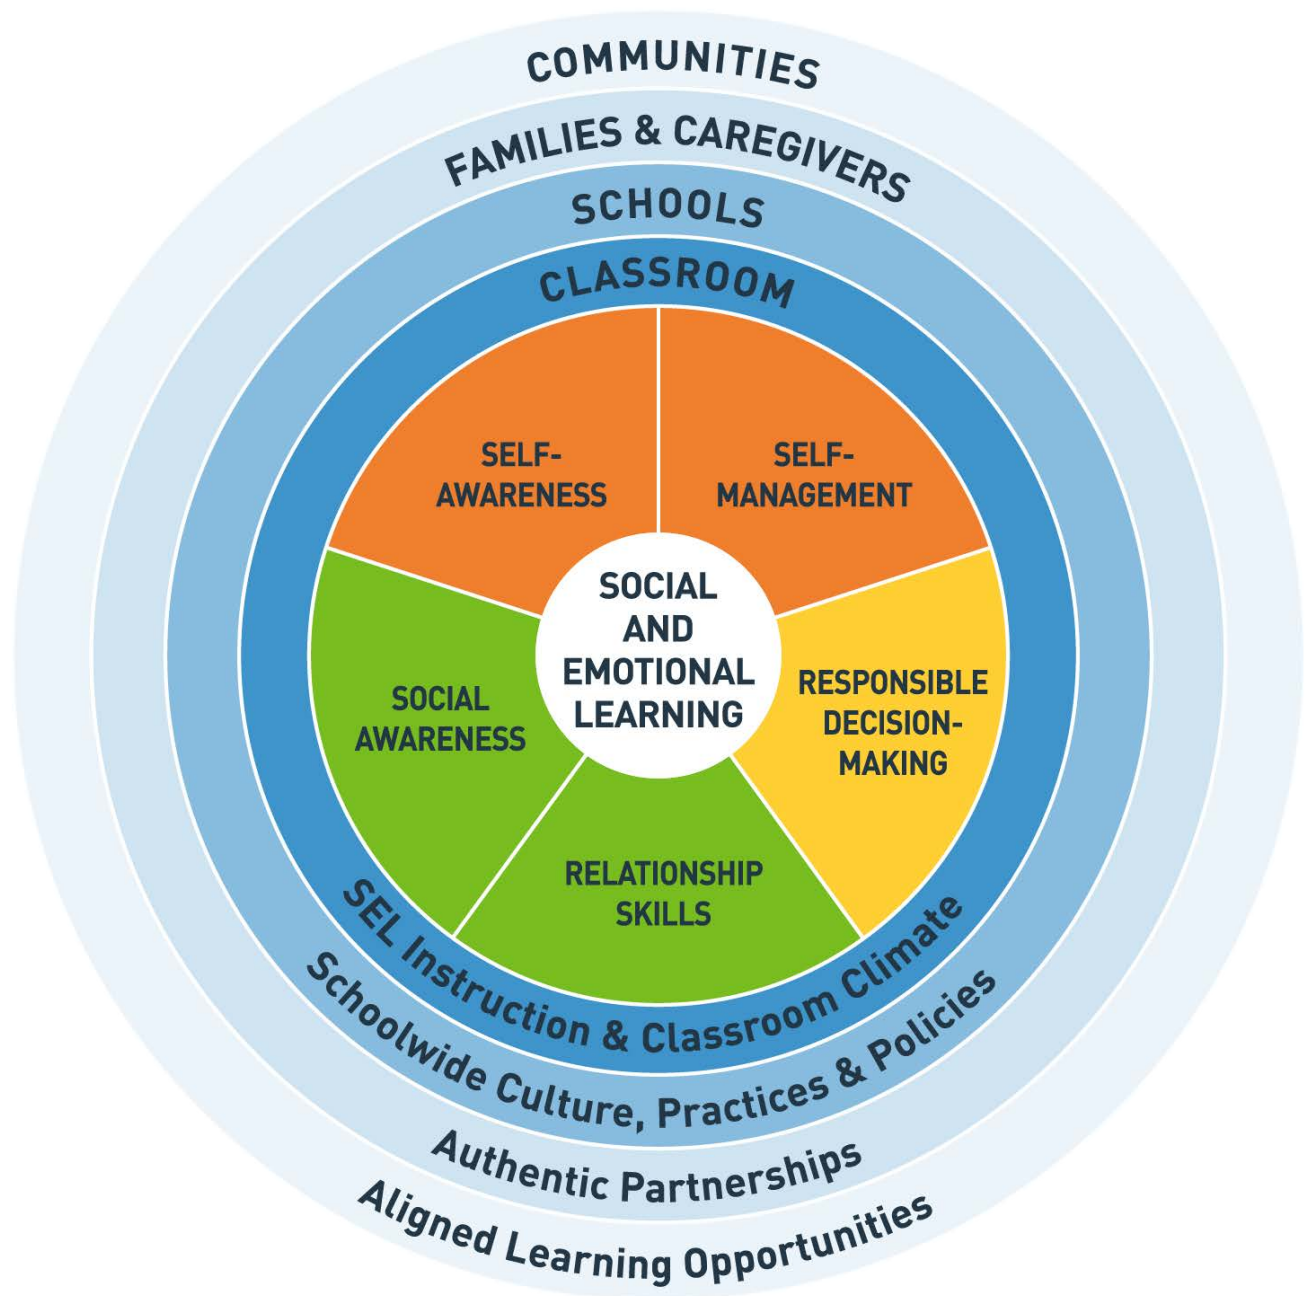 COMMUNITIES
FAMILIES & CAREGIVERS
SCHOOLS
CLASSROOM
SELF-
AWARENESS
SELF-
MANAGEMENT
SOCIAL
AND
EMOTIONAL
LEARNING
SOCIAL
AWARENESS
RESPONSIBLE
DECISION-
MAKING
RELATIONSHIP
SKILLS
SEL Instruction & Classroom Climate
Schoolwide Culture, Practices & Policies
Authentic Partnerships
Aligned Learning Opportunities